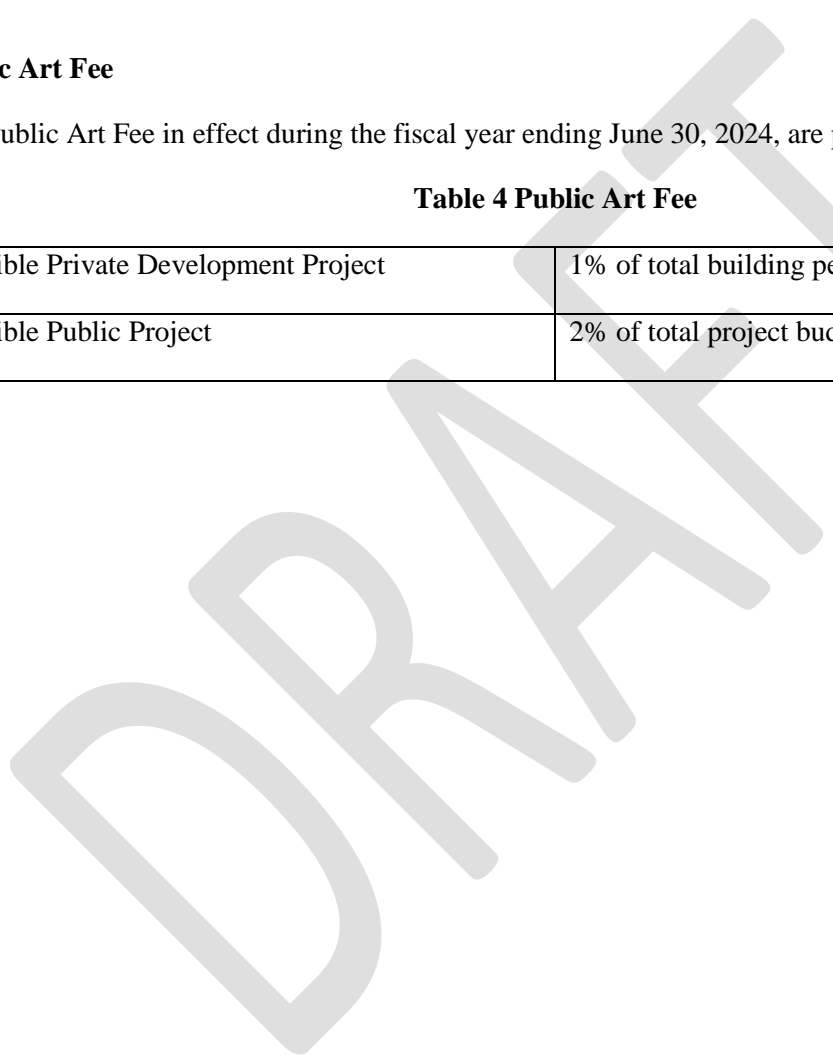 c Art Fee
ublic Art Fee in effect during the fiscal year ending June 30, 2024, are
Table 4 Public Art Fee
ible Private Development Project 1% of total building pe
ible Public Project 2% of total project bud
DRAFT